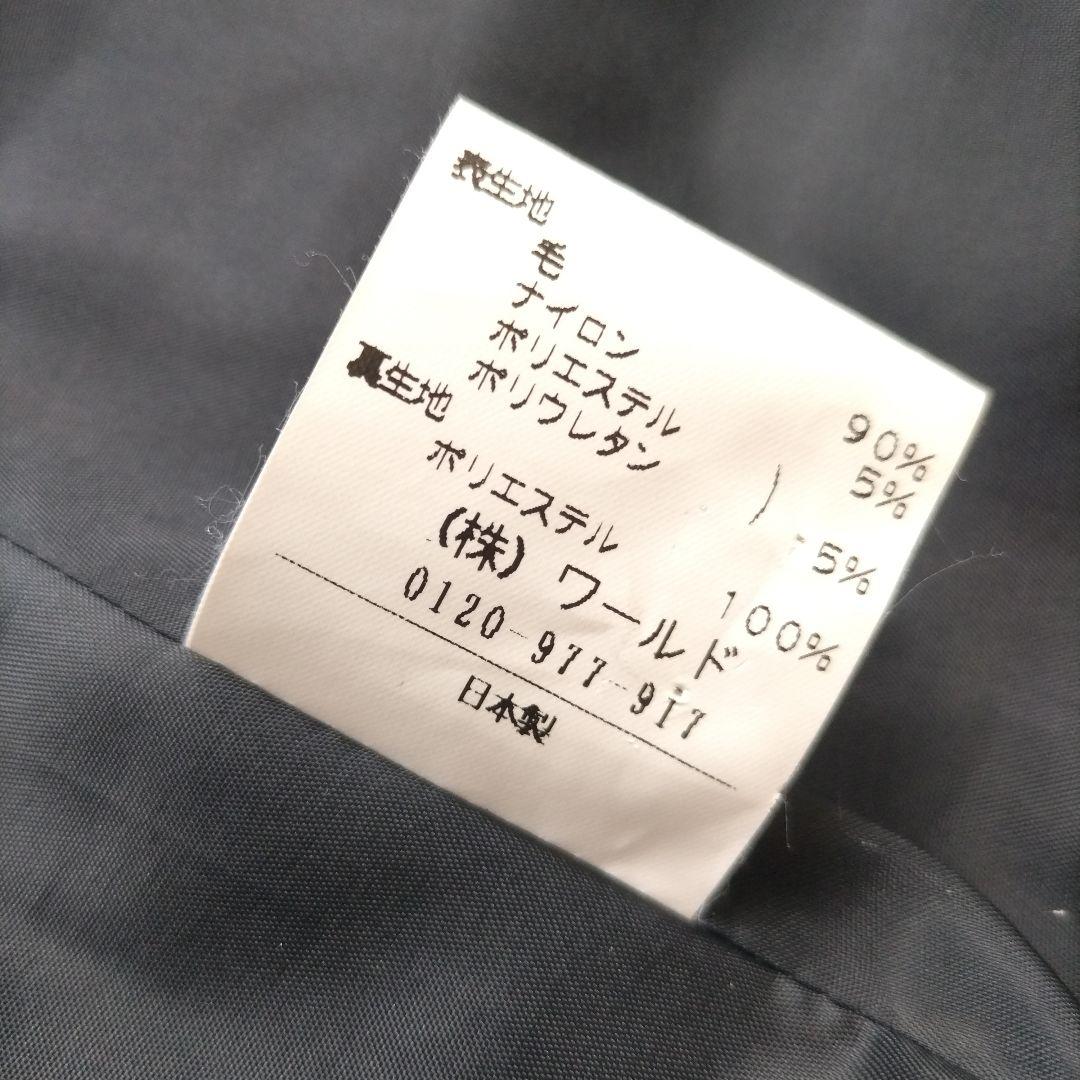 表生地
毛 90%
ナイロン 5%
ポリエステル
ポリウレタン ) 5%
裏生地
ポリエステル 100%
(株) ワールド
0120-977-917
日本製